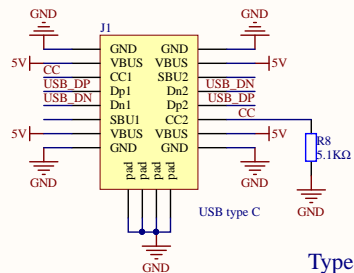 GND GND
J1
GND GND
5V VBUS VBUS 5V
CC CC1 SBU2
USB_DP Dp1 Dn2 USB_DN
USB_DN Dn1 Dp2 USB_DP
SBU1 CC2 CC
5V VBUS VBUS 5V
GND GND
R8
5.1KΩ
pad pad pad pad
GND GND GND
USB type C
GND
Type